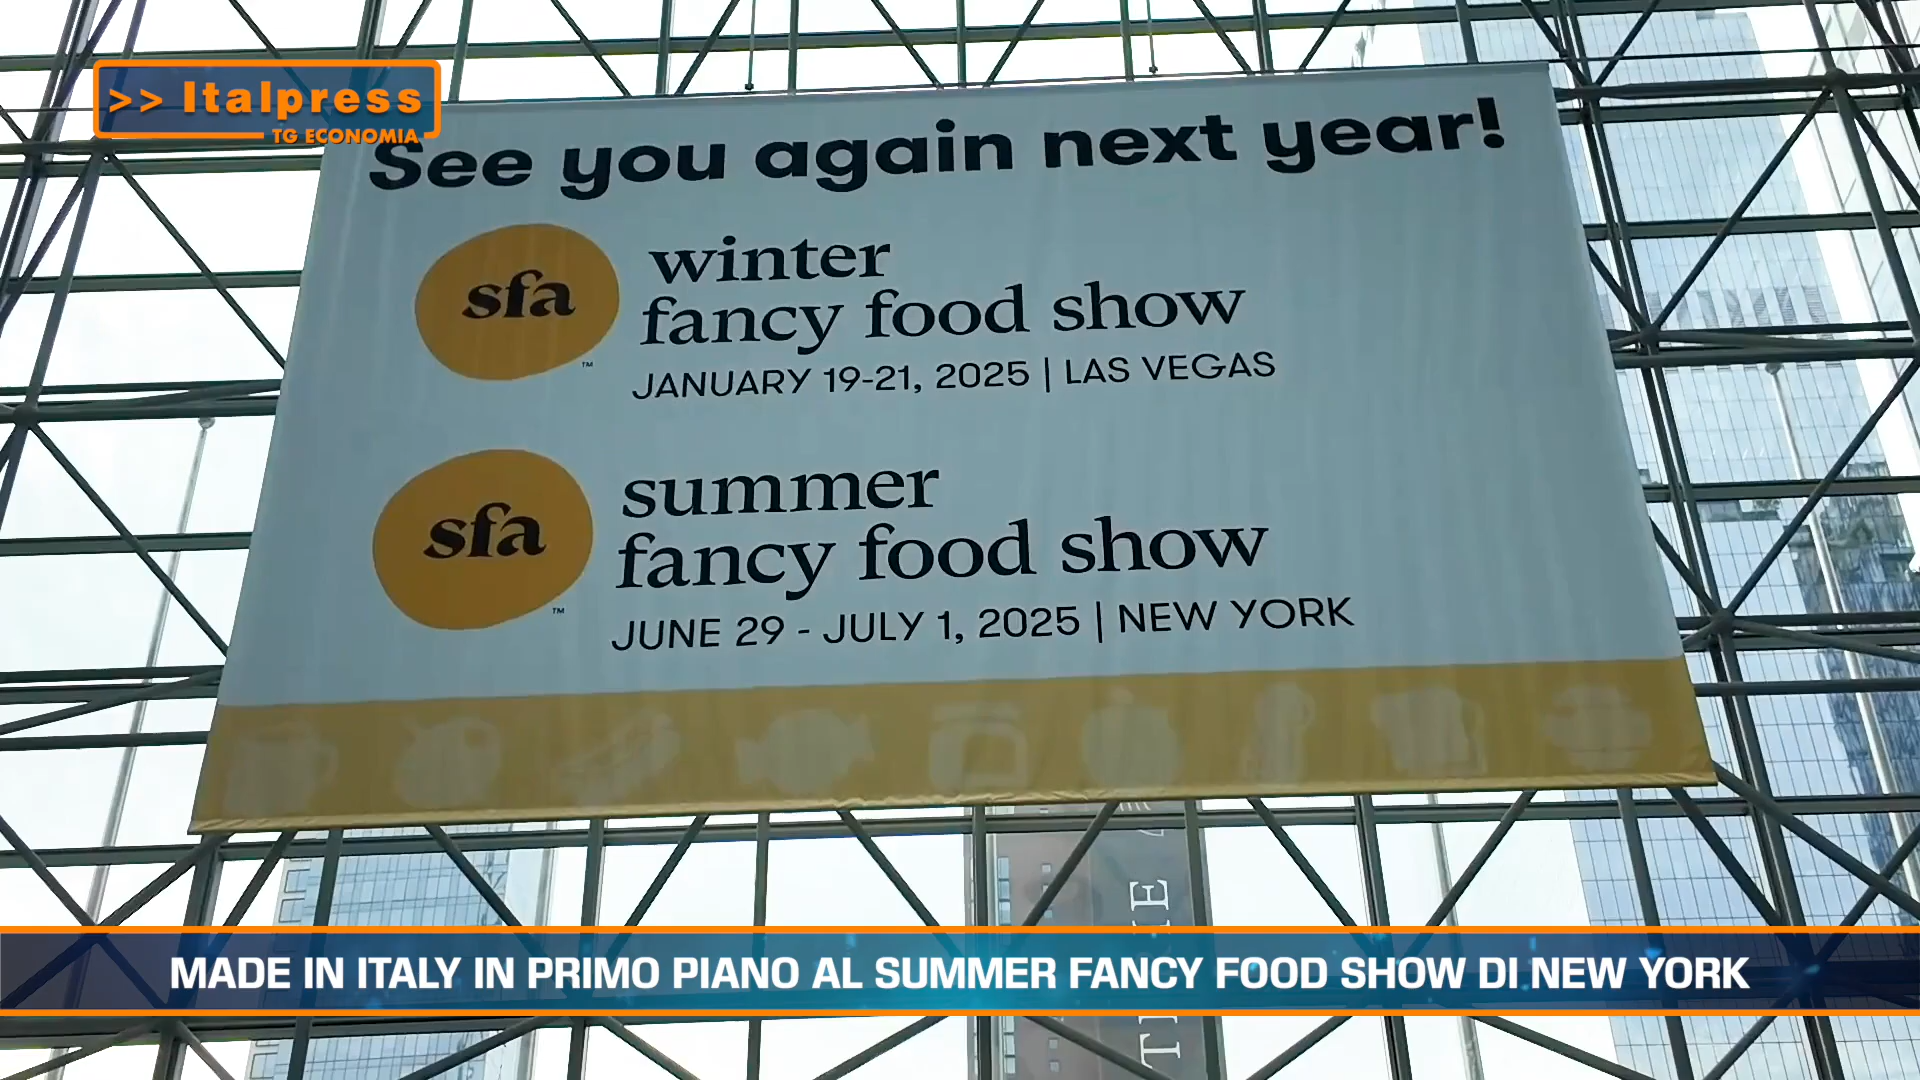 >> Italpress
TG ECONOMIA
See you again next year!
sfa
™
winter
fancy food show
JANUARY 19-21, 2025 | LAS VEGAS
sfa
™
summer
fancy food show
JUNE 29 - JULY 1, 2025 | NEW YORK
MADE IN ITALY IN PRIMO PIANO AL SUMMER FANCY FOOD SHOW DI NEW YORK